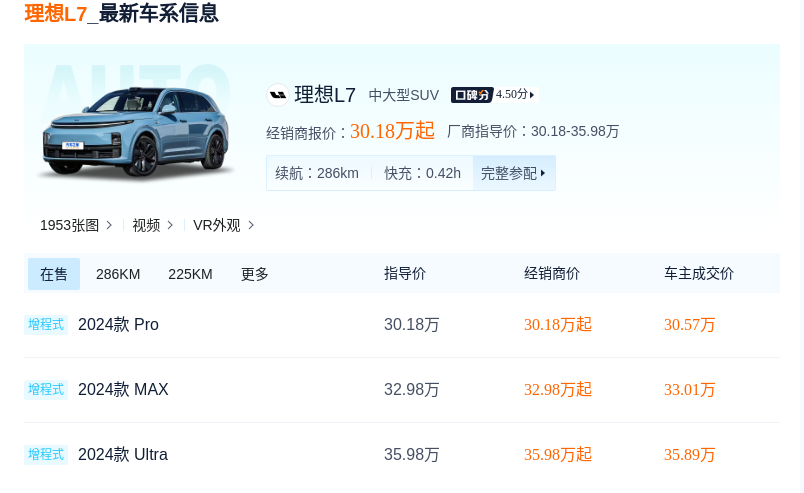 理想L7_最新车系信息
AUTO
理想L7 中大型SUV 口碑分 4.50分
经销商报价：30.18万起 厂商指导价：30.18-35.98万
汽车之家
续航：286km 快充：0.42h 完整参配
1953张图 视频 VR外观
在售 286KM 225KM 更多 指导价 经销商价 车主成交价
增程式 2024款 Pro 30.18万 30.18万起 30.57万
增程式 2024款 MAX 32.98万 32.98万起 33.01万
增程式 2024款 Ultra 35.98万 35.98万起 35.89万